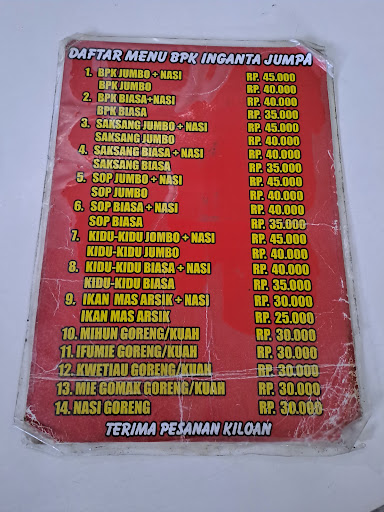 DAFTAR MENU BPK INGANTA JUMPA
1. BPK JUMBO + NASI RP. 45.000
BPK JUMBO RP. 40.000
2. BPK BIASA+NASI RP. 40.000
BPK BIASA RP. 35.000
3. SAKSANG JUMBO + NASI RP. 45.000
SAKSANG JUMBO RP. 40.000
4. SAKSANG BIASA + NASI RP. 40.000
SAKSANG BIASA RP. 35.000
5. SOP JUMBO + NASI RP. 45.000
SOP JUMBO RP. 40.000
6. SOP BIASA + NASI RP. 40.000
SOP BIASA RP. 35.000
7. KIDU-KIDU JOMBO + NASI RP. 45.000
KIDU-KIDU JUMBO RP. 40.000
8. KIDU-KIDU BIASA + NASI RP. 40.000
KIDU-KIDU BIASA RP. 35.000
9. IKAN MAS ARSIK + NASI RP. 30.000
IKAN MAS ARSIK RP. 25.000
10. MIHUN GORENG/KUAH RP. 30.000
11. IFUMIE GORENG/KUAH RP. 30.000
12. KWETIAU GORENG/KUAH RP. 30.000
13. MIE GOMAK GORENG/KUAH RP. 30.000
14. NASI GORENG RP. 30.000
TERIMA PESANAN KILOAN